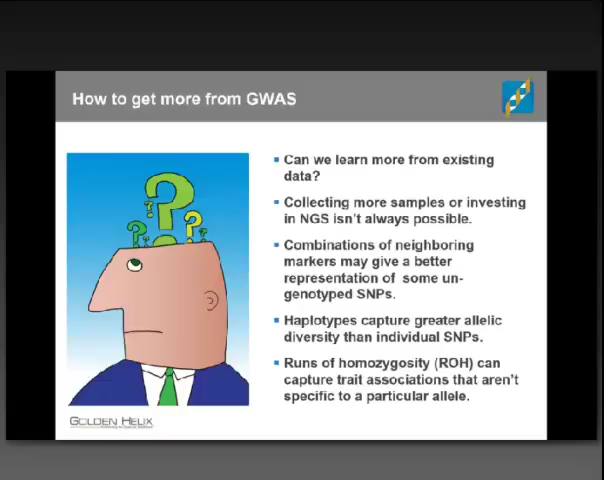 How to get more from GWAS
Can we learn more from existing
data?
Collecting more samples or investing
in NGS isn't always possible.
Combinations of neighboring
markers may give a better
representation of some un-
genotyped SNPs.
Haplotypes capture greater allelic
diversity than individual SNPs.
Runs of homozygosity (ROH) can
capture trait associations that aren't
specific to a particular allele.
GOLDEN HELIX